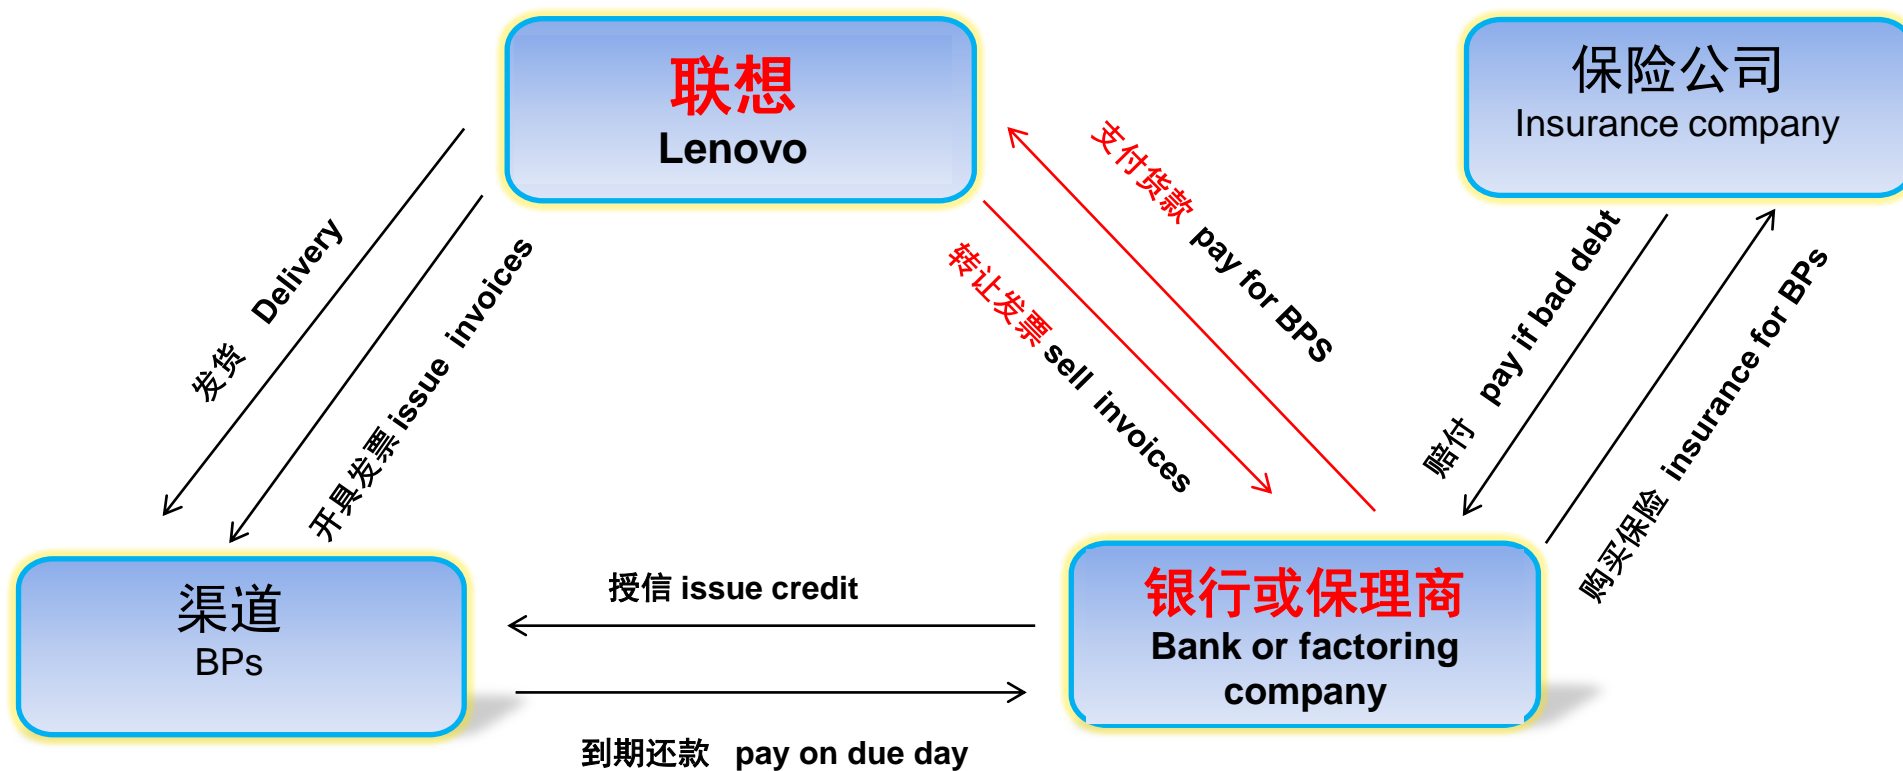 联想
Lenovo
保险公司
Insurance company
发货 Delivery
开具发票 issue invoices
支付货款 pay for BPS
转让发票 sell invoices
赔付 pay if bad debt
购买保险 insurance for BPs
渠道
BPs
授信 issue credit
到期还款 pay on due day
银行或保理商
Bank or factoring
company